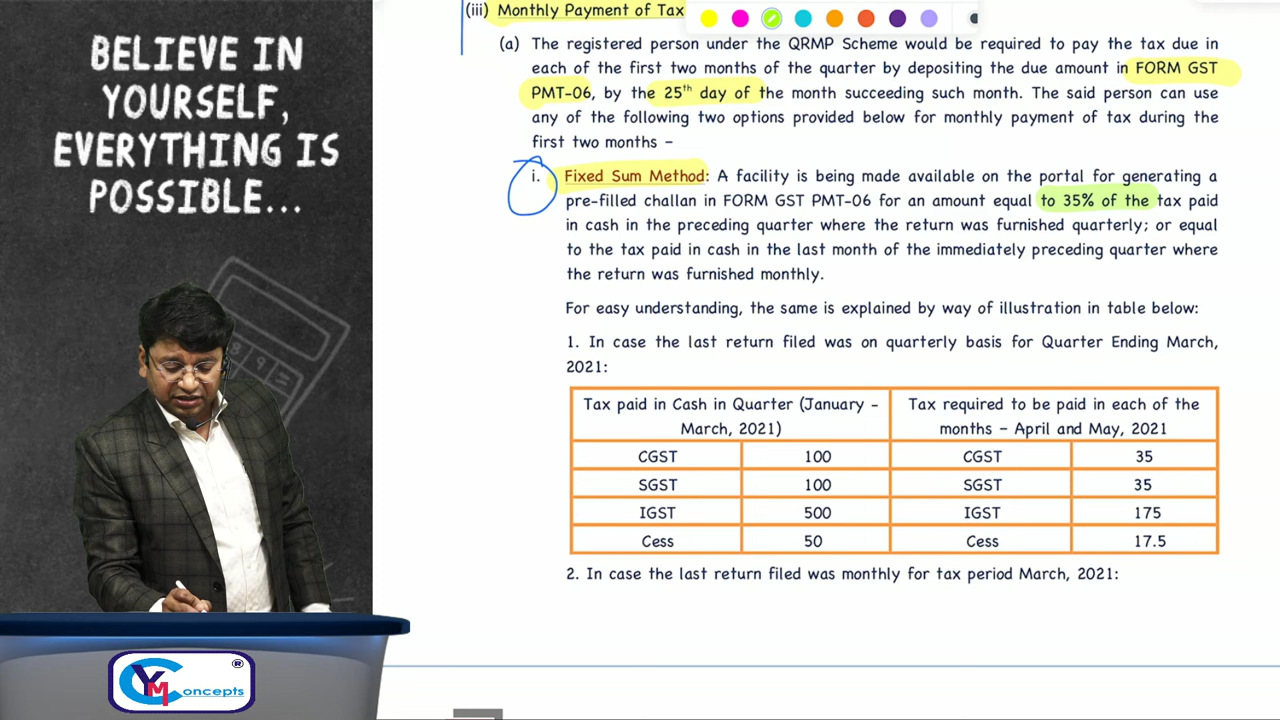 BELIEVE IN
YOURSELF,
EVERYTHING IS
POSSIBLE...
(iii) Monthly Payment of Tax
(a) The registered person under the QRMP Scheme would be required to pay the tax due in
each of the first two months of the quarter by depositing the due amount in FORM GST
PMT-06, by the 25th day of the month succeeding such month. The said person can use
any of the following two options provided below for monthly payment of tax during the
first two months –
i. Fixed Sum Method: A facility is being made available on the portal for generating a
pre-filled challan in FORM GST PMT-06 for an amount equal to 35% of the tax paid
in cash in the preceding quarter where the return was furnished quarterly; or equal
to the tax paid in cash in the last month of the immediately preceding quarter where
the return was furnished monthly.
For easy understanding, the same is explained by way of illustration in table below:
1. In case the last return filed was on quarterly basis for Quarter Ending March,
2021:
Tax paid in Cash in Quarter (January – Tax required to be paid in each of the
March, 2021) months – April and May, 2021
CGST 100 CGST 35
SGST 100 SGST 35
IGST 500 IGST 175
Cess 50 Cess 17.5
2. In case the last return filed was monthly for tax period March, 2021:
YM Concepts ®